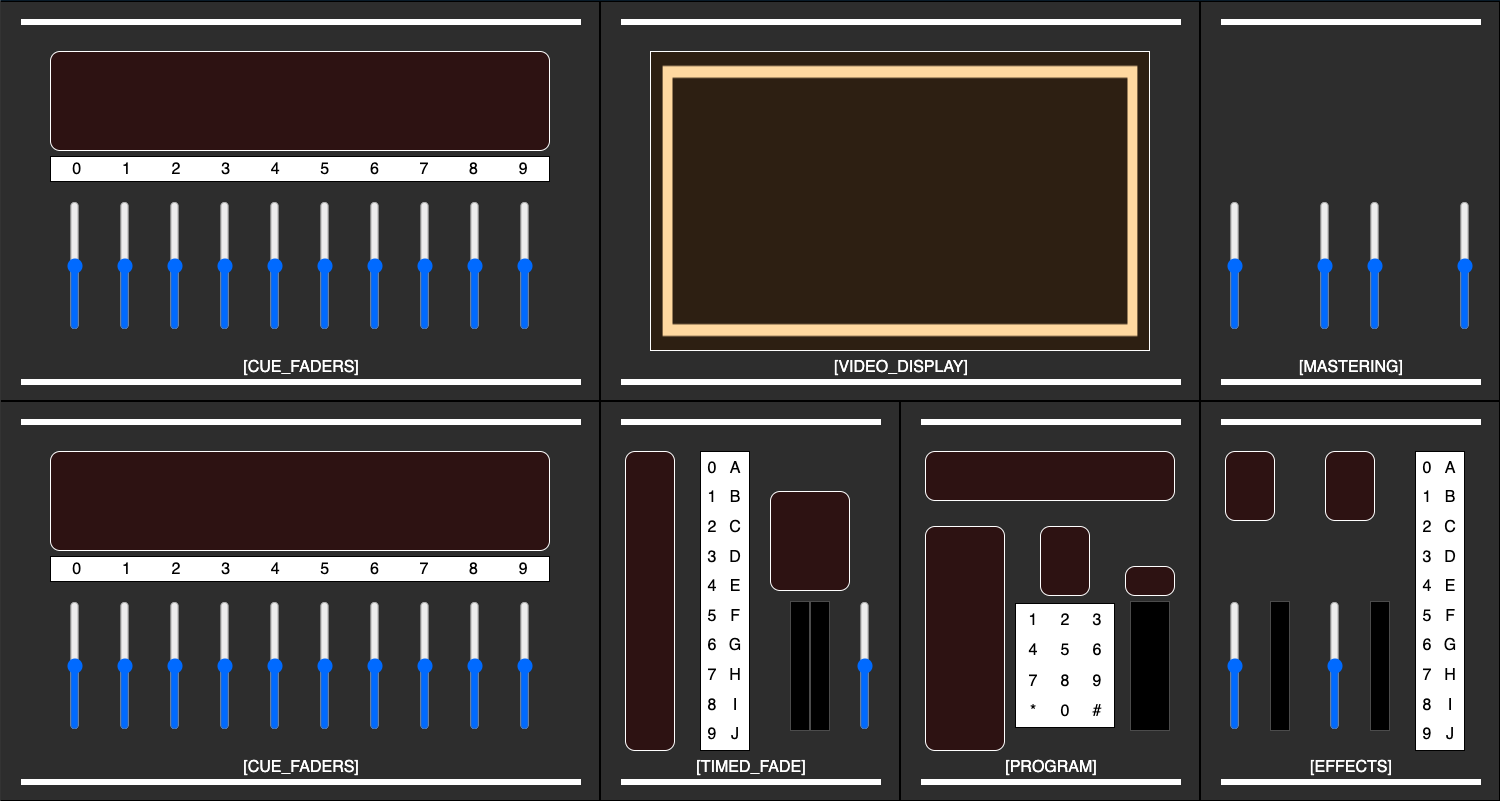 0 1 2 3 4 5 6 7 8 9
[CUE_FADERS]
[VIDEO_DISPLAY]
[MASTERING]
0 1 2 3 4 5 6 7 8 9
[CUE_FADERS]
0 A
1 B
2 C
3 D
4 E
5 F
6 G
7 H
8 I
9 J
[TIMED_FADE]
1 2 3
4 5 6
7 8 9
* 0 #
[PROGRAM]
0 A
1 B
2 C
3 D
4 E
5 F
6 G
7 H
8 I
9 J
[EFFECTS]